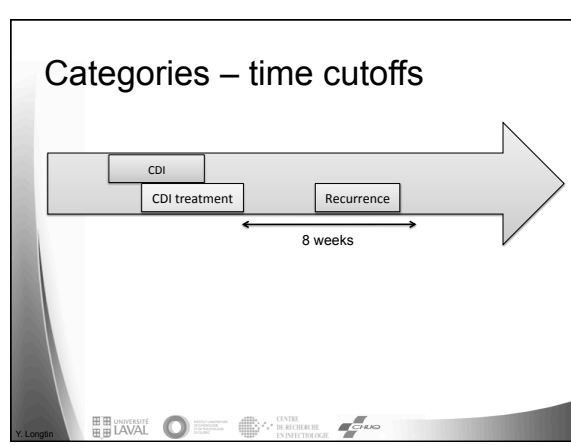 Categories – time cutoffs
CDI
CDI treatment
Recurrence
8 weeks
Y. Longtin
UNIVERSITÉ
LAVAL
CENTRE
DE RECHERCHE
EN INFECTIOLOGIE
CHUQ